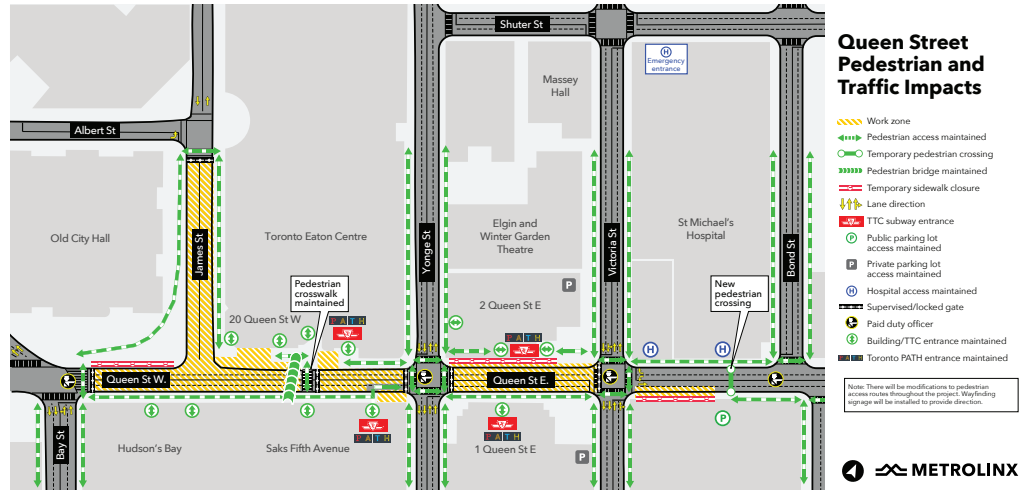 Shuter St
H
Emergency
entrance
Massey
Hall
Albert St
Old City Hall
James St
Toronto Eaton Centre
Yonge St
Elgin and
Winter Garden
Theatre
Victoria St
St Michael's
Hospital
Bond St
Pedestrian
crosswalk
maintained
New
pedestrian
crossing
P
20 Queen St W
PATH
2 Queen St E
PATH
H
H
Queen St W.
Queen St E.
Bay St
Hudson's Bay
Saks Fifth Avenue
PATH
PATH
1 Queen St E
P
P
Queen Street
Pedestrian and
Traffic Impacts
Work zone
Pedestrian access maintained
Temporary pedestrian crossing
Pedestrian bridge maintained
Temporary sidewalk closure
Lane direction
TTC subway entrance
P Public parking lot
access maintained
P Private parking lot
access maintained
H Hospital access maintained
Supervised/locked gate
Paid duty officer
Building/TTC entrance maintained
PATH Toronto PATH entrance maintained
Note: There will be modifications to pedestrian
access routes throughout the project. Wayfinding
signage will be installed to provide direction.
METROLINX